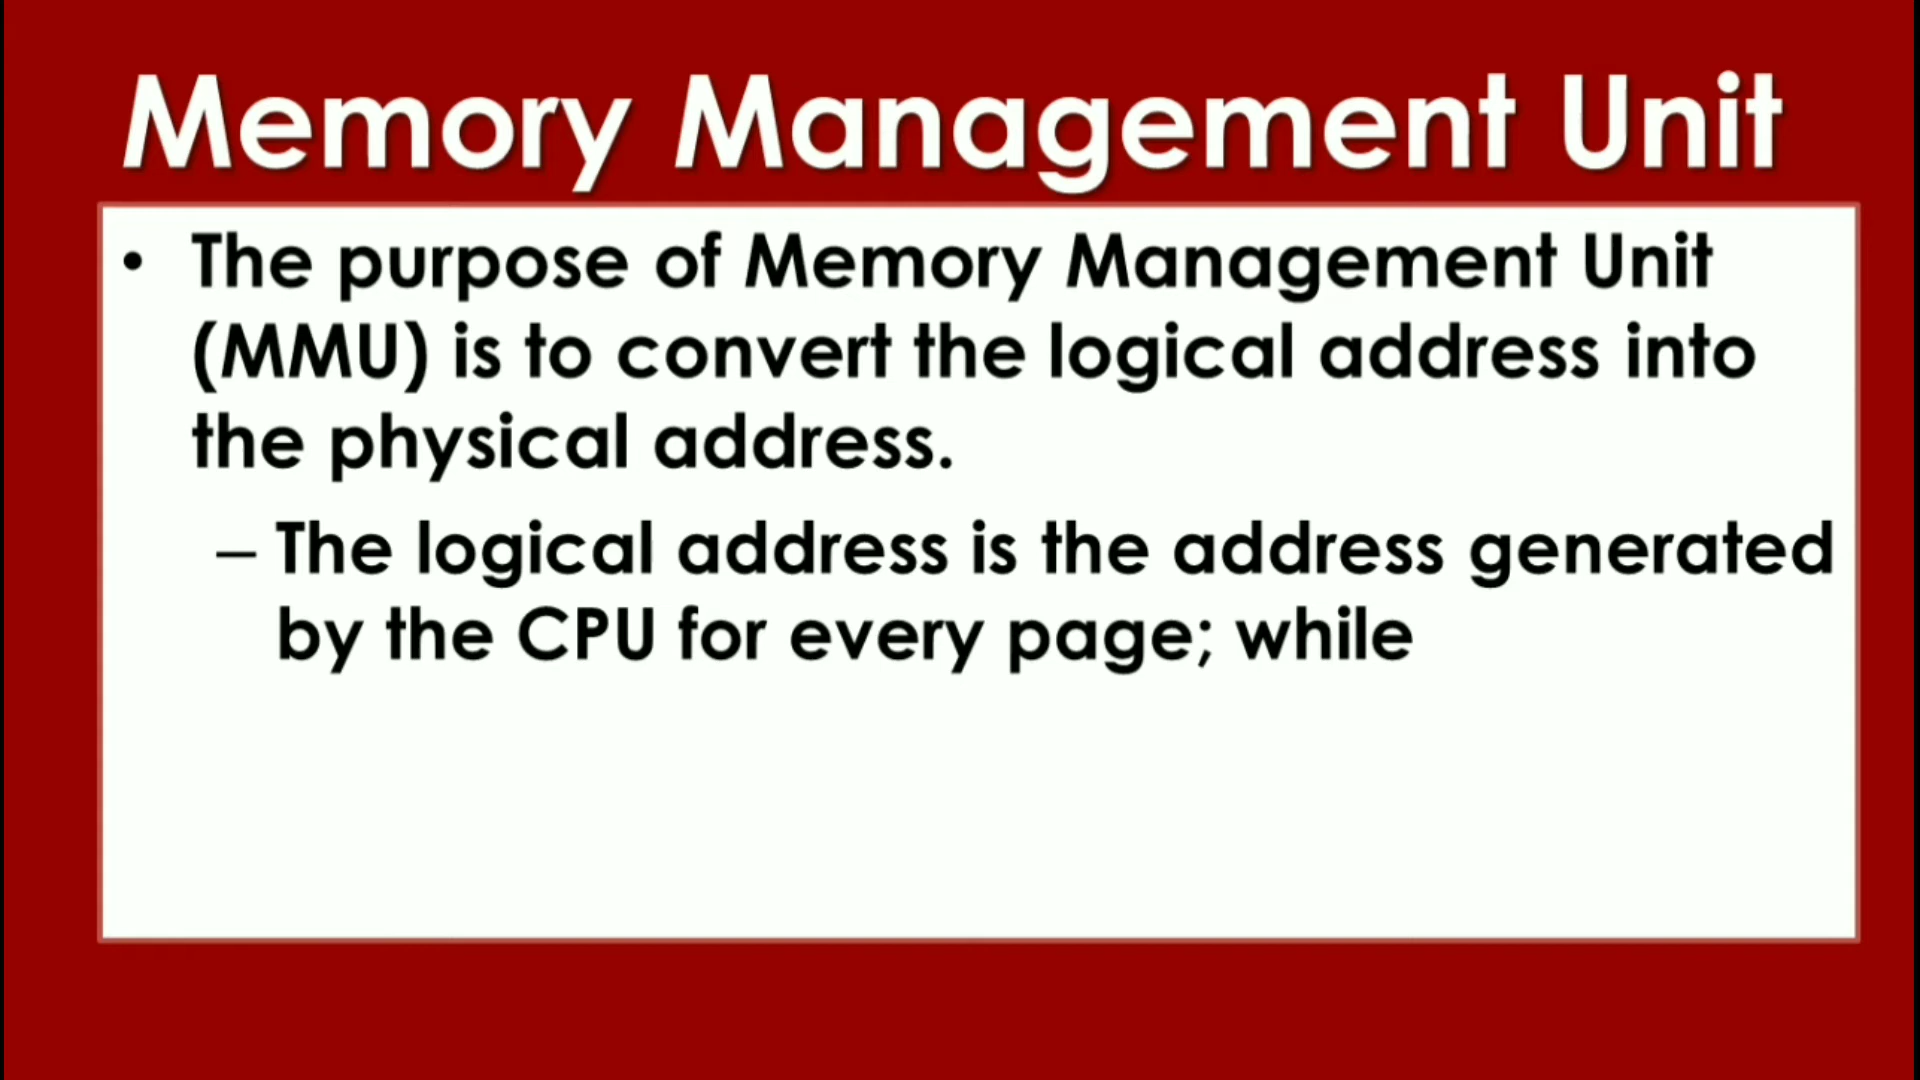 Memory Management Unit
• The purpose of Memory Management Unit
(MMU) is to convert the logical address into
the physical address.
– The logical address is the address generated
by the CPU for every page; while